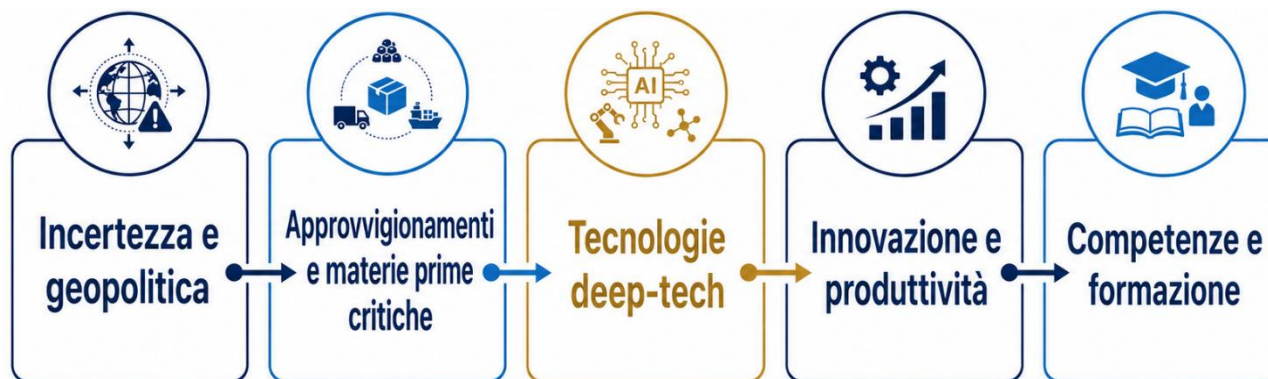 Incertezza e
geopolitica
Approvvigionamenti
e materie prime
critiche
AI
Tecnologie
deep-tech
Innovazione e
produttività
Competenze e
formazione